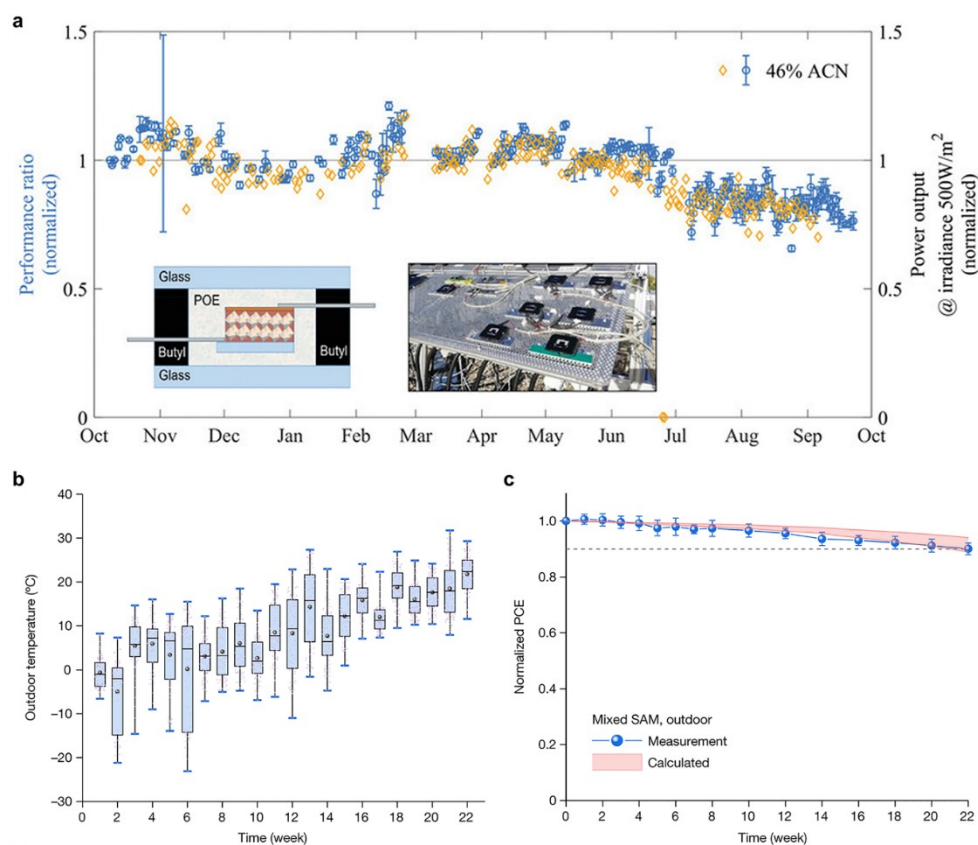 a
1.5
1
0.5
0
Performance ratio
(normalized)
1.5
1
0.5
0
Power output
@ irradiance 500W/m²
(normalized)
46% ACN
Glass
POE
Butyl
Butyl
Glass
Oct Nov Dec Jan Feb Mar Apr May Jun Jul Aug Sep Oct
b
40
30
20
10
0
−10
−20
−30
Outdoor temperature (ºC)
0 2 4 6 8 10 12 14 16 18 20 22
Time (week)
c
1.0
0.8
0.6
0.4
0.2
0
Normalized PCE
Mixed SAM, outdoor
Measurement
Calculated
0 2 4 6 8 10 12 14 16 18 20 22
Time (week)